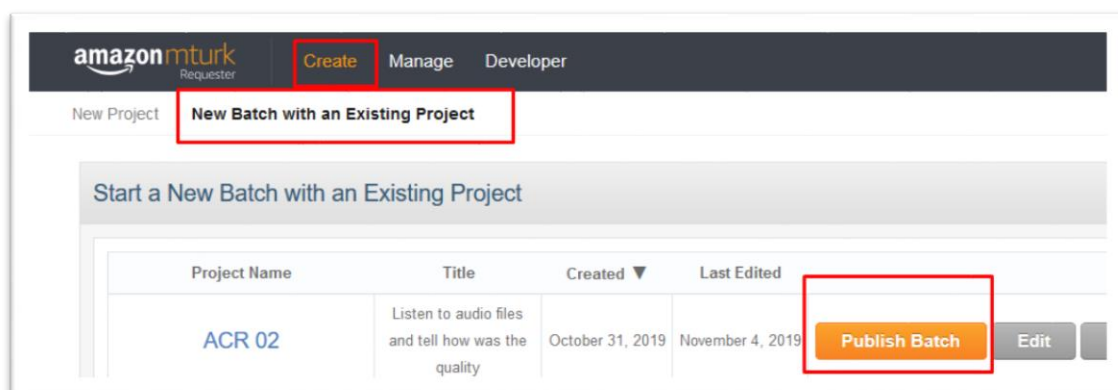 amazonmturk
Requester
Create Manage Developer
New Project New Batch with an Existing Project
Start a New Batch with an Existing Project
Project Name Title Created ▼ Last Edited
Listen to audio files
ACR 02 and tell how was the October 31, 2019 November 4, 2019 Publish Batch Edit
quality